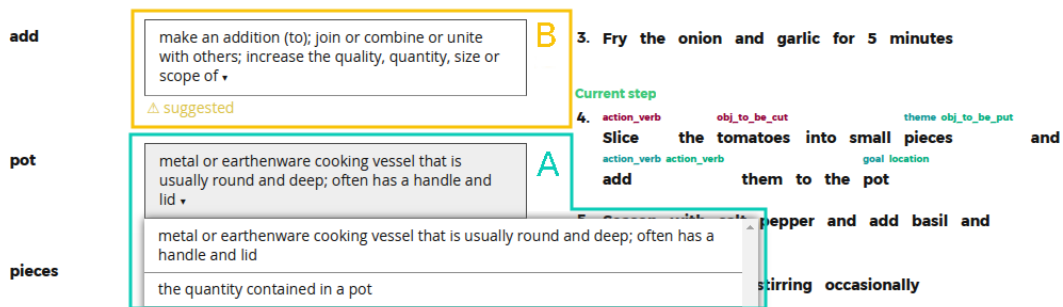 add
make an addition (to); join or combine or unite
with others; increase the quality, quantity, size or
scope of ▾
B
⚠ suggested
pot
metal or earthenware cooking vessel that is
usually round and deep; often has a handle and
lid ▾
A
metal or earthenware cooking vessel that is usually round and deep; often has a
handle and lid
pieces
the quantity contained in a pot
3. Fry the onion and garlic for 5 minutes
Current step
action_verb obj_to_be_cut theme obj_to_be_put
4. Slice the tomatoes into small pieces and
action_verb action_verb goal location
add them to the pot
pepper and add basil and
stirring occasionally